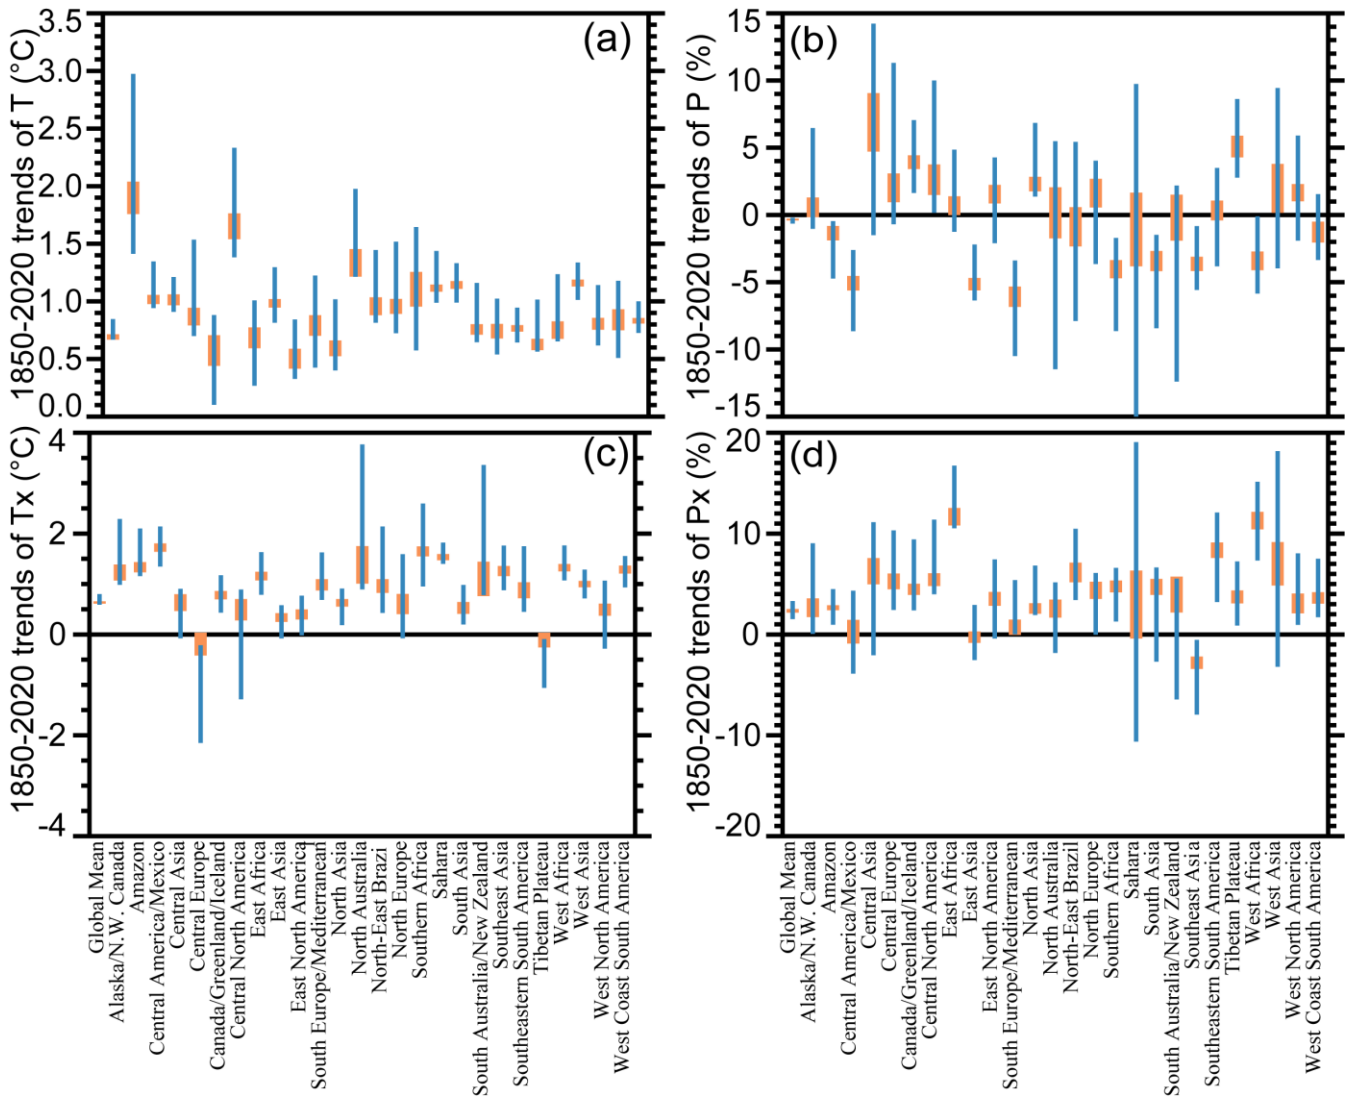 1850-2020 trends of T (°C)
3.5
3.0
2.5
2.0
1.5
1.0
0.5
0.0
(a)
1850-2020 trends of P (%)
15
10
5
0
-5
-10
-15
(b)
1850-2020 trends of Tx (°C)
4
2
0
-2
-4
(c)
1850-2020 trends of Px (%)
20
10
0
-10
-20
(d)
Global Mean
Alaska/N.W. Canada
Amazon
Central America/Mexico
Central Asia
Central Europe
Canada/Greenland/Iceland
Central North America
East Africa
East Asia
East North America
South Europe/Mediterranean
North Asia
North Australia
North-East Brazi
North Europe
Southern Africa
Sahara
South Asia
South Australia/New Zealand
Southeast Asia
Southeastern South America
Tibetan Plateau
West Africa
West Asia
West North America
West Coast South America
Global Mean
Alaska/N.W. Canada
Amazon
Central America/Mexico
Central Asia
Central Europe
Canada/Greenland/Iceland
Central North America
East Africa
East Asia
East North America
South Europe/Mediterranean
North Asia
North Australia
North-East Brazil
North Europe
Southern Africa
Sahara
South Asia
South Australia/New Zealand
Southeast Asia
Southeastern South America
Tibetan Plateau
West Africa
West Asia
West North America
West Coast South America